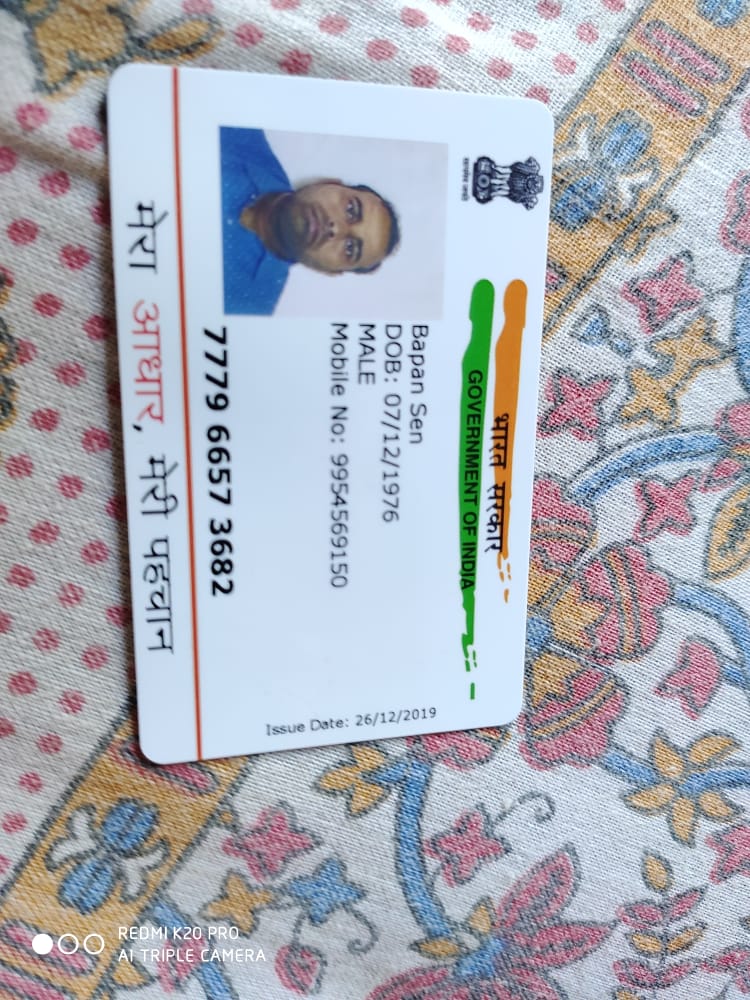 सत्यमेव जयते
भारत सरकार
GOVERNMENT OF INDIA
Bapan Sen
DOB: 07/12/1976
MALE
Mobile No: 9954569150
7779 6657 3682
Issue Date: 26/12/2019
मेरा आधार, मेरी पहचान
REDMI K20 PRO
AI TRIPLE CAMERA